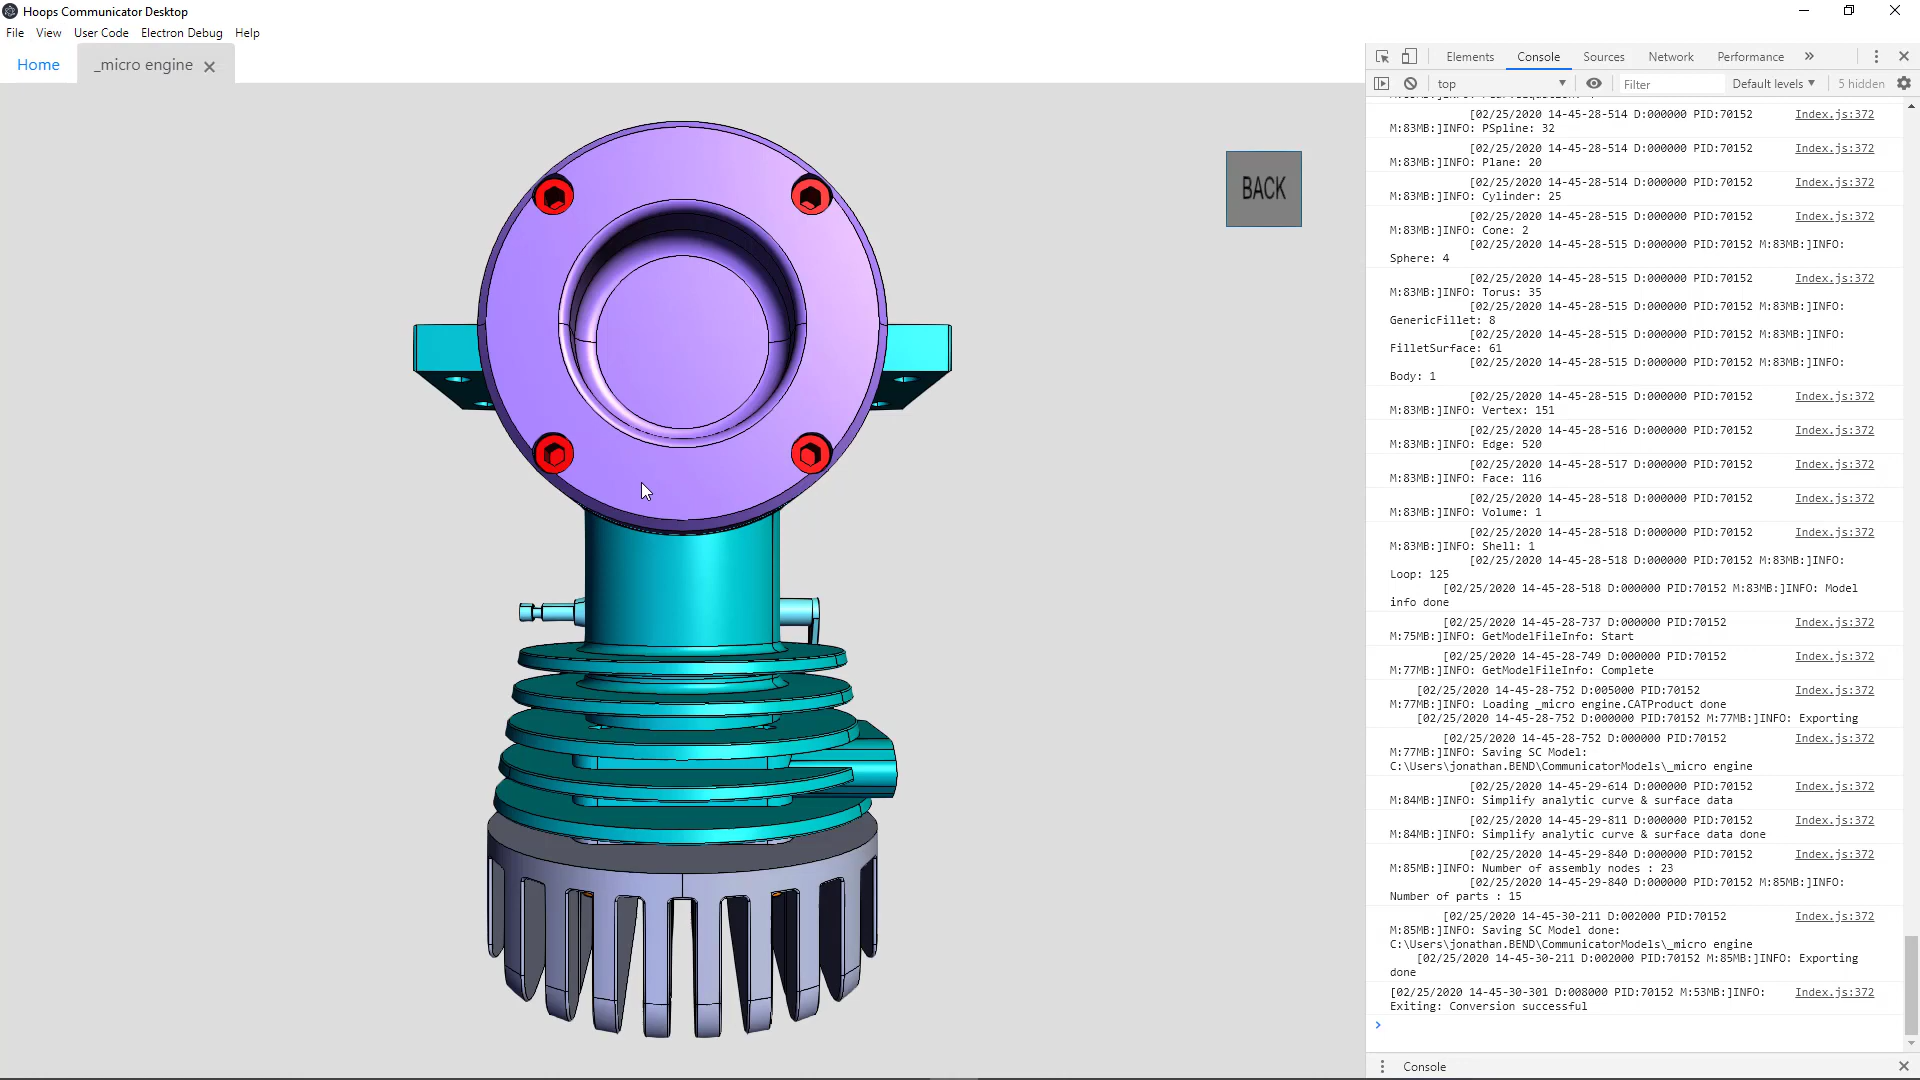 Hoops Communicator Desktop
File View User Code Electron Debug Help
Home _micro engine
BACK
Elements Console Sources Network Performance
top Filter Default levels 5 hidden
[02/25/2020 14-45-28-514 D:000000 PID:70152 Index.js:372
M:83MB:]INFO: PSpline: 32
[02/25/2020 14-45-28-514 D:000000 PID:70152 Index.js:372
M:83MB:]INFO: Plane: 20
[02/25/2020 14-45-28-514 D:000000 PID:70152 Index.js:372
M:83MB:]INFO: Cylinder: 25
[02/25/2020 14-45-28-515 D:000000 PID:70152 Index.js:372
M:83MB:]INFO: Cone: 2
[02/25/2020 14-45-28-515 D:000000 PID:70152 M:83MB:]INFO:
Sphere: 4
[02/25/2020 14-45-28-515 D:000000 PID:70152 Index.js:372
M:83MB:]INFO: Torus: 35
[02/25/2020 14-45-28-515 D:000000 PID:70152 M:83MB:]INFO:
GenericFillet: 8
[02/25/2020 14-45-28-515 D:000000 PID:70152 M:83MB:]INFO:
FilletSurface: 61
[02/25/2020 14-45-28-515 D:000000 PID:70152 M:83MB:]INFO:
Body: 1
[02/25/2020 14-45-28-515 D:000000 PID:70152 Index.js:372
M:83MB:]INFO: Vertex: 151
[02/25/2020 14-45-28-516 D:000000 PID:70152 Index.js:372
M:83MB:]INFO: Edge: 520
[02/25/2020 14-45-28-517 D:000000 PID:70152 Index.js:372
M:83MB:]INFO: Face: 116
[02/25/2020 14-45-28-518 D:000000 PID:70152 Index.js:372
M:83MB:]INFO: Volume: 1
[02/25/2020 14-45-28-518 D:000000 PID:70152 Index.js:372
M:83MB:]INFO: Shell: 1
[02/25/2020 14-45-28-518 D:000000 PID:70152 M:83MB:]INFO:
Loop: 125
[02/25/2020 14-45-28-518 D:000000 PID:70152 M:83MB:]INFO: Model
info done
[02/25/2020 14-45-28-737 D:000000 PID:70152 Index.js:372
M:75MB:]INFO: GetModelFileInfo: Start
[02/25/2020 14-45-28-749 D:000000 PID:70152 Index.js:372
M:77MB:]INFO: GetModelFileInfo: Complete
[02/25/2020 14-45-28-752 D:005000 PID:70152 Index.js:372
M:77MB:]INFO: Loading _micro engine.CATProduct done
[02/25/2020 14-45-28-752 D:000000 PID:70152 M:77MB:]INFO: Exporting
[02/25/2020 14-45-28-752 D:000000 PID:70152 Index.js:372
M:77MB:]INFO: Saving SC Model:
C:\Users\jonathan.BEND\CommunicatorModels\_micro engine
[02/25/2020 14-45-29-614 D:000000 PID:70152 Index.js:372
M:84MB:]INFO: Simplify analytic curve & surface data
[02/25/2020 14-45-29-811 D:000000 PID:70152 Index.js:372
M:84MB:]INFO: Simplify analytic curve & surface data done
[02/25/2020 14-45-29-840 D:000000 PID:70152 Index.js:372
M:85MB:]INFO: Number of assembly nodes : 23
[02/25/2020 14-45-29-840 D:000000 PID:70152 M:85MB:]INFO:
Number of parts : 15
[02/25/2020 14-45-30-211 D:002000 PID:70152 Index.js:372
M:85MB:]INFO: Saving SC Model done:
C:\Users\jonathan.BEND\CommunicatorModels\_micro engine
[02/25/2020 14-45-30-211 D:002000 PID:70152 M:85MB:]INFO: Exporting
done
[02/25/2020 14-45-30-301 D:008000 PID:70152 M:53MB:]INFO: Index.js:372
Exiting: Conversion successful
Console